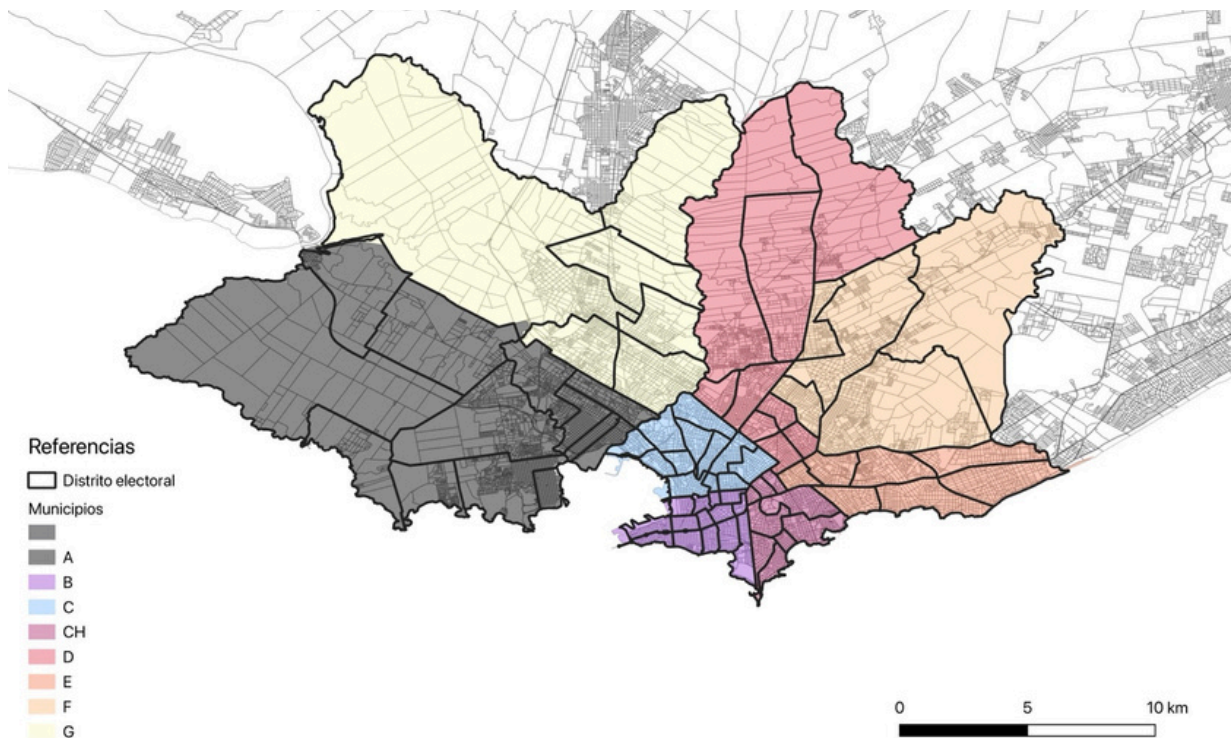 Referencias
Distrito electoral
Municipios
A
B
C
CH
D
E
F
G
0 5 10 km